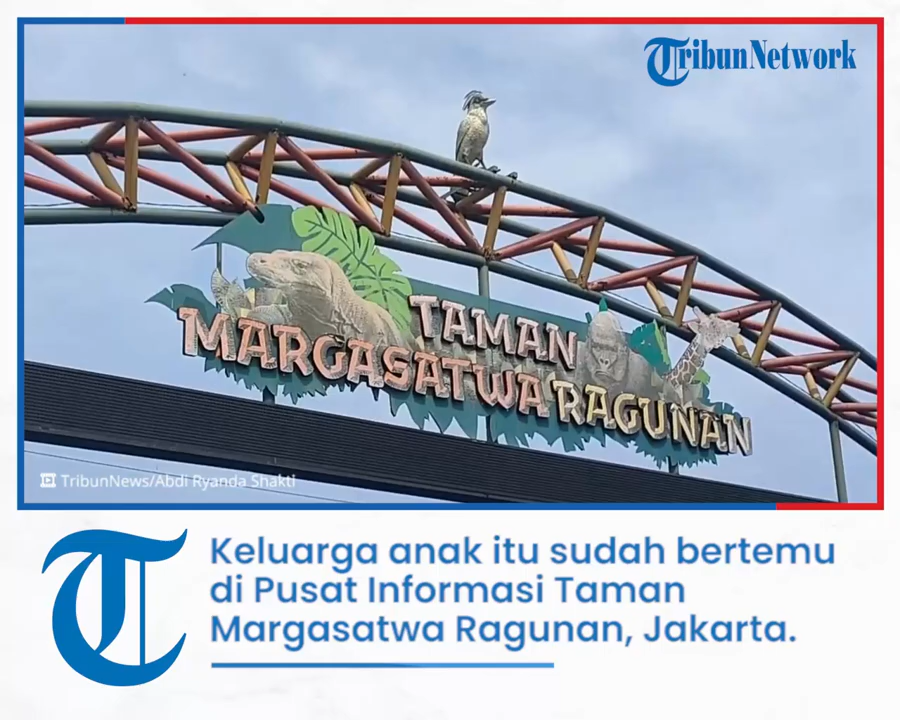 TribunNetwork
TAMAN
MARGASATWA RAGUNAN
TribunNews/Abdi Ryanda Shakti
T
Keluarga anak itu sudah bertemu
di Pusat Informasi Taman
Margasatwa Ragunan, Jakarta.